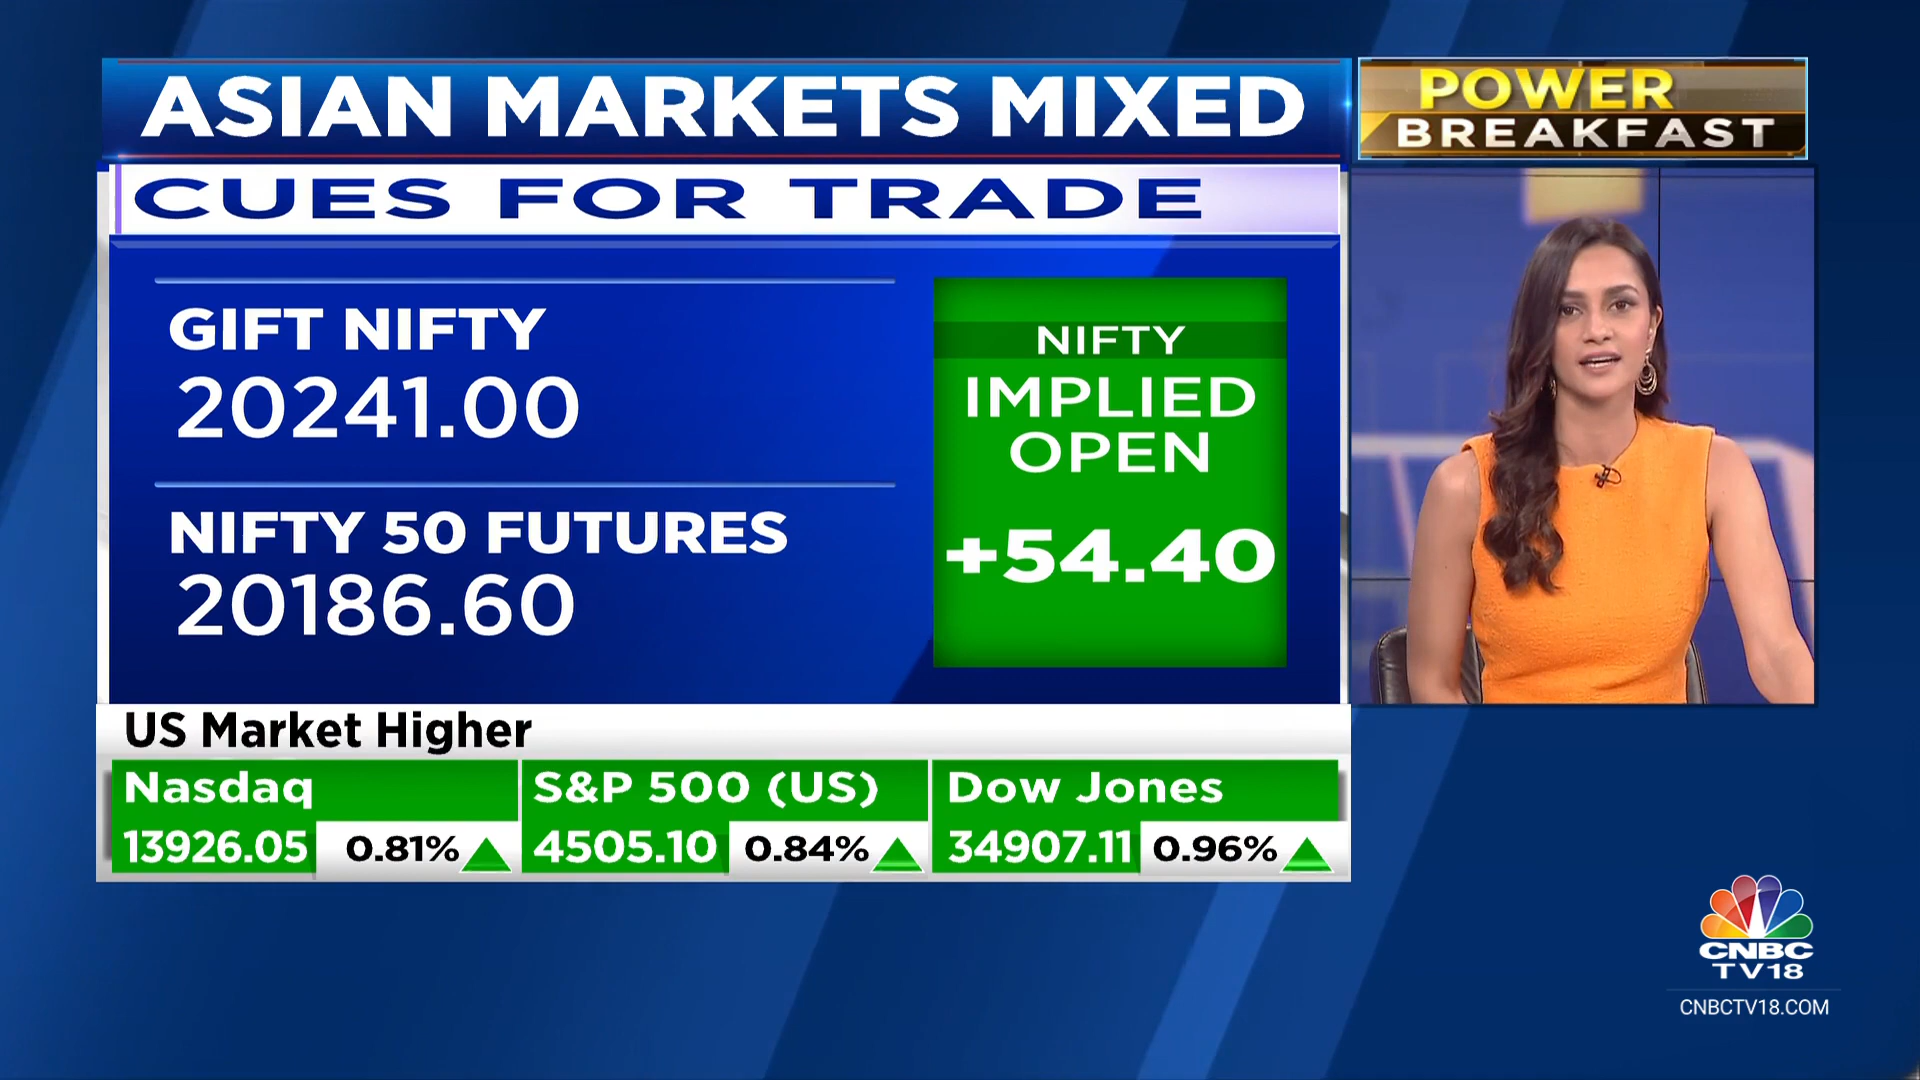 ASIAN MARKETS MIXED
POWER
BREAKFAST
CUES FOR TRADE
GIFT NIFTY
20241.00
NIFTY 50 FUTURES
20186.60
NIFTY
IMPLIED
OPEN
+54.40
US Market Higher
Nasdaq
13926.05 0.81%
S&P 500 (US)
4505.10 0.84%
Dow Jones
34907.11 0.96%
CNBC
TV18
CNBCTV18.COM